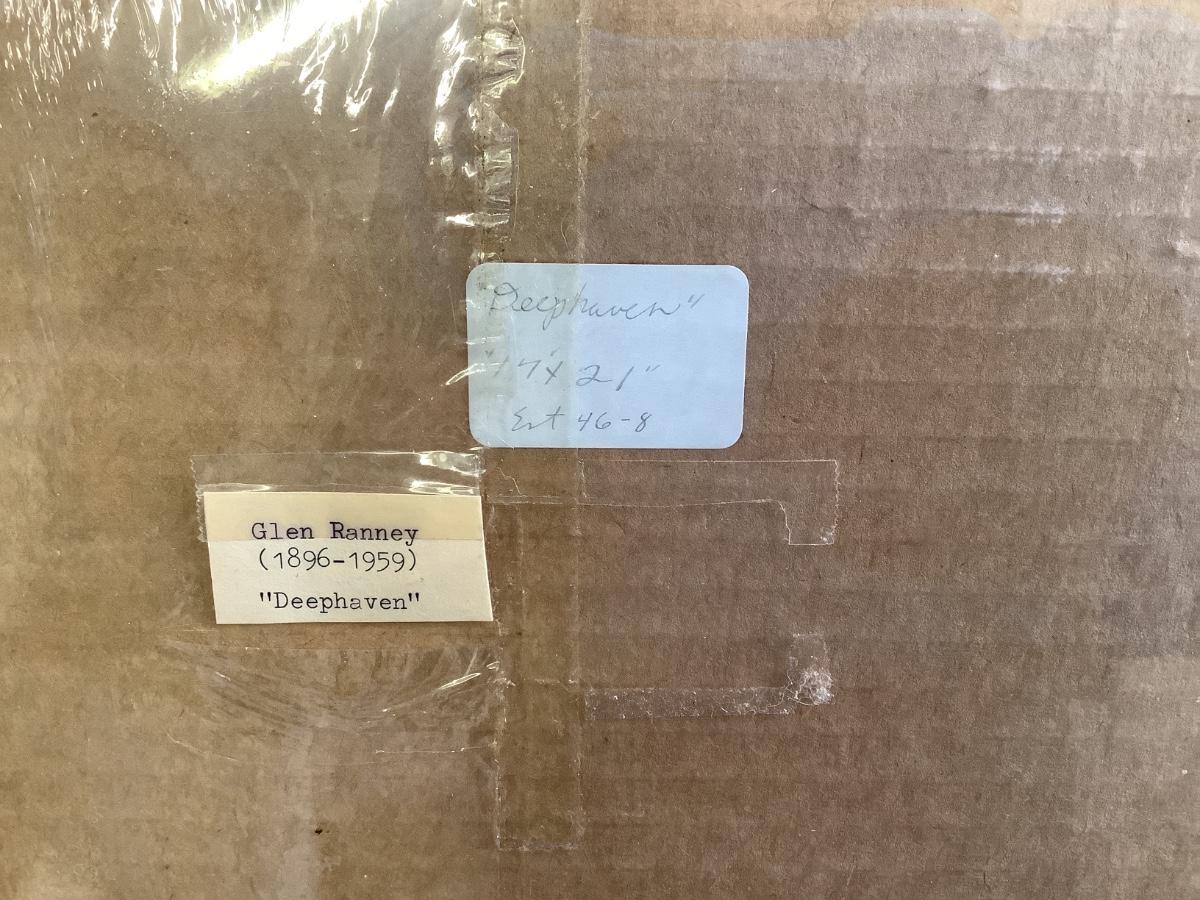 "Deephaven"
"17"x 21"
Est 46-8
Glen Ranney
(1896-1959)
"Deephaven"